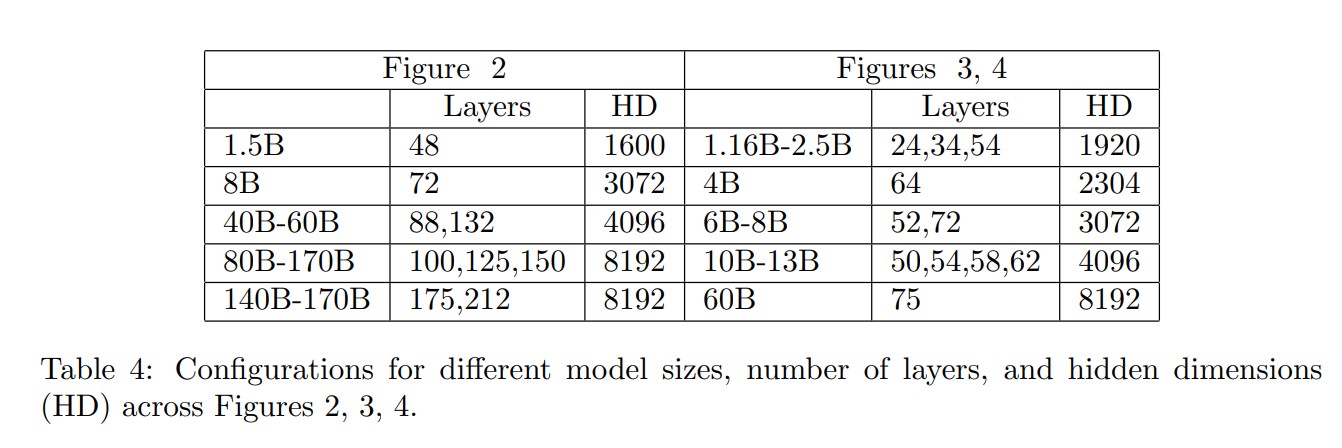 Figure 2 Figures 3, 4
Layers HD Layers HD
1.5B 48 1600 1.16B-2.5B 24,34,54 1920
8B 72 3072 4B 64 2304
40B-60B 88,132 4096 6B-8B 52,72 3072
80B-170B 100,125,150 8192 10B-13B 50,54,58,62 4096
140B-170B 175,212 8192 60B 75 8192
Table 4: Configurations for different model sizes, number of layers, and hidden dimensions
(HD) across Figures 2, 3, 4.